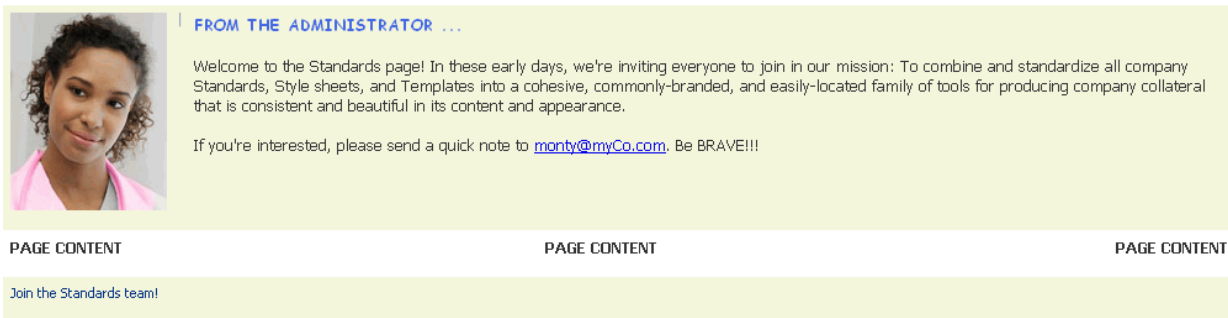 FROM THE ADMINISTRATOR ...
Welcome to the Standards page! In these early days, we're inviting everyone to join in our mission: To combine and standardize all company
Standards, Style sheets, and Templates into a cohesive, commonly-branded, and easily-located family of tools for producing company collateral
that is consistent and beautiful in its content and appearance.
If you're interested, please send a quick note to monty@myCo.com. Be BRAVE!!!
PAGE CONTENT PAGE CONTENT PAGE CONTENT
Join the Standards team!